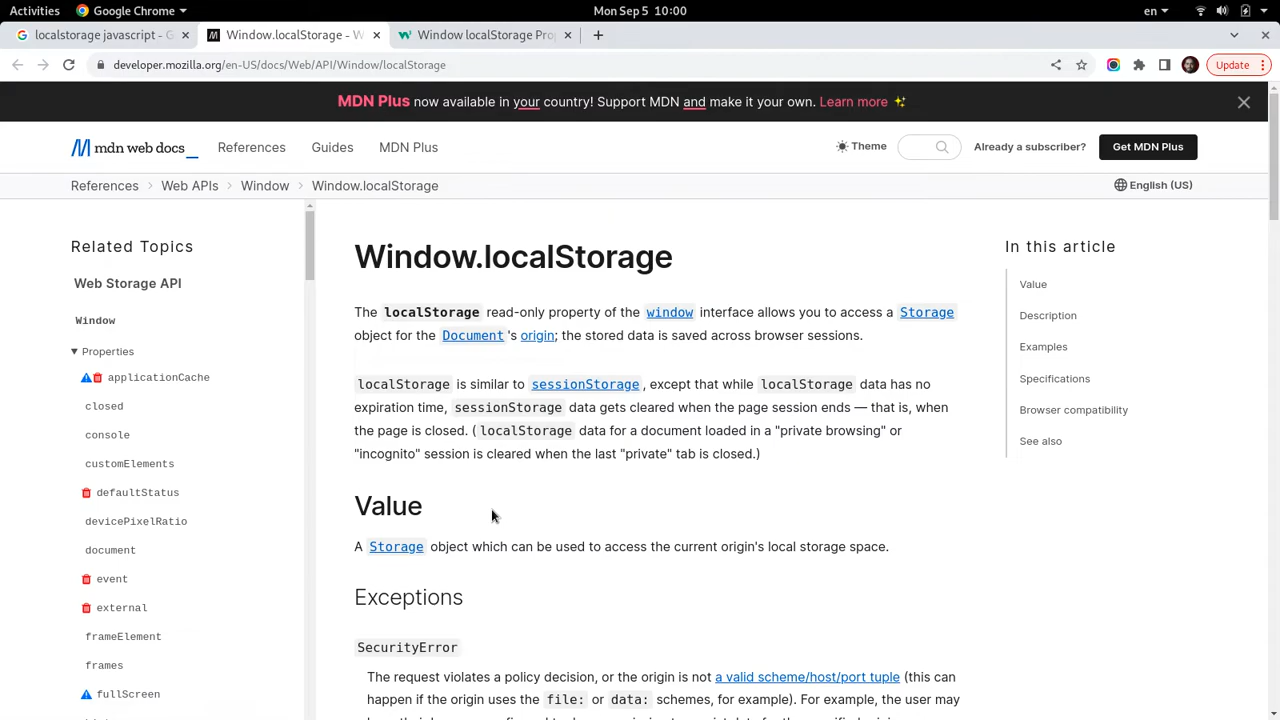 Activities Google Chrome Mon Sep 5 10:00 en
localstorage javascript - G Window.localStorage - W Window localStorage Pro
developer.mozilla.org/en-US/docs/Web/API/Window/localStorage Update
MDN Plus now available in your country! Support MDN and make it your own. Learn more ✨
mdn web docs_ References Guides MDN Plus Theme Already a subscriber? Get MDN Plus
References Web APIs Window Window.localStorage English (US)
Related Topics
Web Storage API
Window
Properties
applicationCache
closed
console
customElements
defaultStatus
devicePixelRatio
document
event
external
frameElement
frames
fullScreen
Window.localStorage
The localStorage read-only property of the window interface allows you to access a Storage
object for the Document's origin; the stored data is saved across browser sessions.
localStorage is similar to sessionStorage, except that while localStorage data has no
expiration time, sessionStorage data gets cleared when the page session ends — that is, when
the page is closed. (localStorage data for a document loaded in a "private browsing" or
"incognito" session is cleared when the last "private" tab is closed.)
Value
A Storage object which can be used to access the current origin's local storage space.
Exceptions
SecurityError
The request violates a policy decision, or the origin is not a valid scheme/host/port tuple (this can
happen if the origin uses the file: or data: schemes, for example). For example, the user may
In this article
Value
Description
Examples
Specifications
Browser compatibility
See also